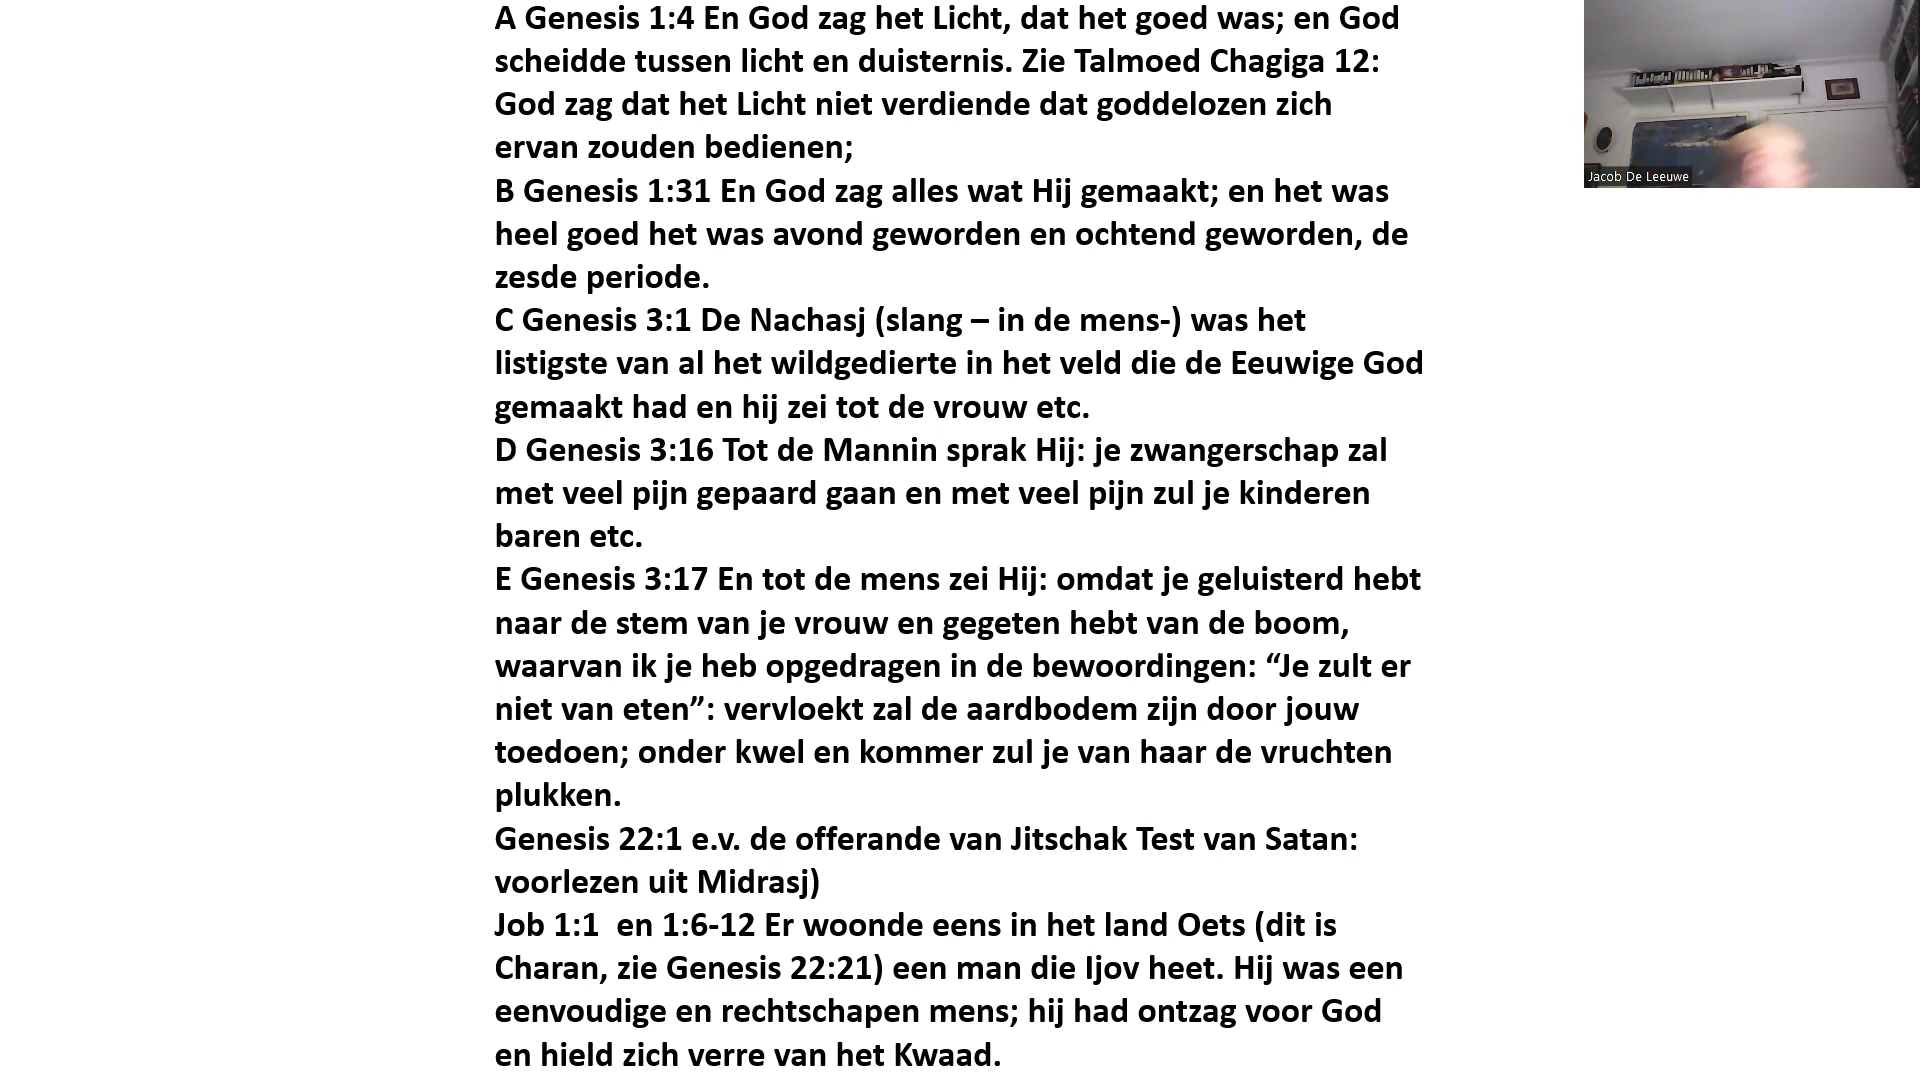 A Genesis 1:4 En God zag het Licht, dat het goed was; en God
scheidde tussen licht en duisternis. Zie Talmoed Chagiga 12:
God zag dat het Licht niet verdiende dat goddelozen zich
ervan zouden bedienen;
B Genesis 1:31 En God zag alles wat Hij gemaakt; en het was
heel goed het was avond geworden en ochtend geworden, de
zesde periode.
C Genesis 3:1 De Nachasj (slang – in de mens-) was het
listigste van al het wildgedierte in het veld die de Eeuwige God
gemaakt had en hij zei tot de vrouw etc.
D Genesis 3:16 Tot de Mannin sprak Hij: je zwangerschap zal
met veel pijn gepaard gaan en met veel pijn zul je kinderen
baren etc.
E Genesis 3:17 En tot de mens zei Hij: omdat je geluisterd hebt
naar de stem van je vrouw en gegeten hebt van de boom,
waarvan ik je heb opgedragen in de bewoordingen: “Je zult er
niet van eten”: vervloekt zal de aardbodem zijn door jouw
toedoen; onder kwel en kommer zul je van haar de vruchten
plukken.
Genesis 22:1 e.v. de offerande van Jitschak Test van Satan:
voorlezen uit Midrasj)
Job 1:1  en 1:6-12 Er woonde eens in het land Oets (dit is
Charan, zie Genesis 22:21) een man die Ijov heet. Hij was een
eenvoudige en rechtschapen mens; hij had ontzag voor God
en hield zich verre van het Kwaad.
Jacob De Leeuwe